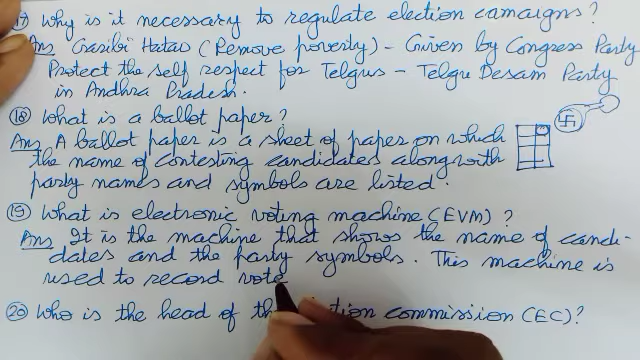 17) Why is it necessary to regulate election camaigns?
Ans Garibi Hatao (Remove poverty) - Given by Congress Party
Protect the self respect for Telgus - Telgu Desam Party
in Andhra Pradesh.
18) What is a ballot paper?
Ans A ballot paper is a sheet of paper on which
the name of contesting candidates along with
party names and symbols are listed.
19) What is electronic voting machine (EVM)?
Ans It is the machine that shows the name of candi-
dates and the party symbols. This machine is
used to record vote
20) Who is the head of the commission (EC)?